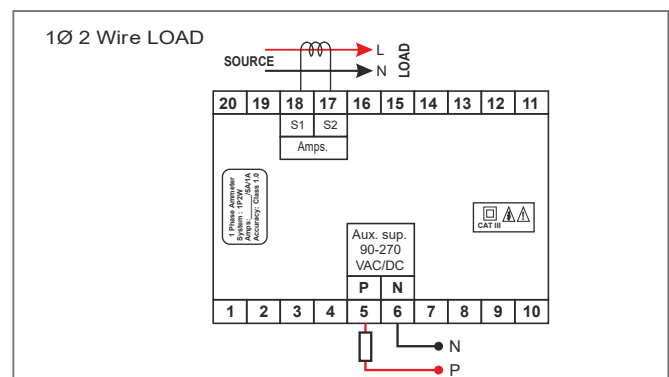 1Ø 2 Wire LOAD
SOURCE
L
N
LOAD
20 19 18 17 16 15 14 13 12 11
S1 S2
Amps.
1 Phase Ammeter
System : 1P2W
Amps:______/5A/1A
Accuracy: Class 1.0
CAT III
Aux. sup.
90-270
VAC/DC
P N
1 2 3 4 5 6 7 8 9 10
N
P